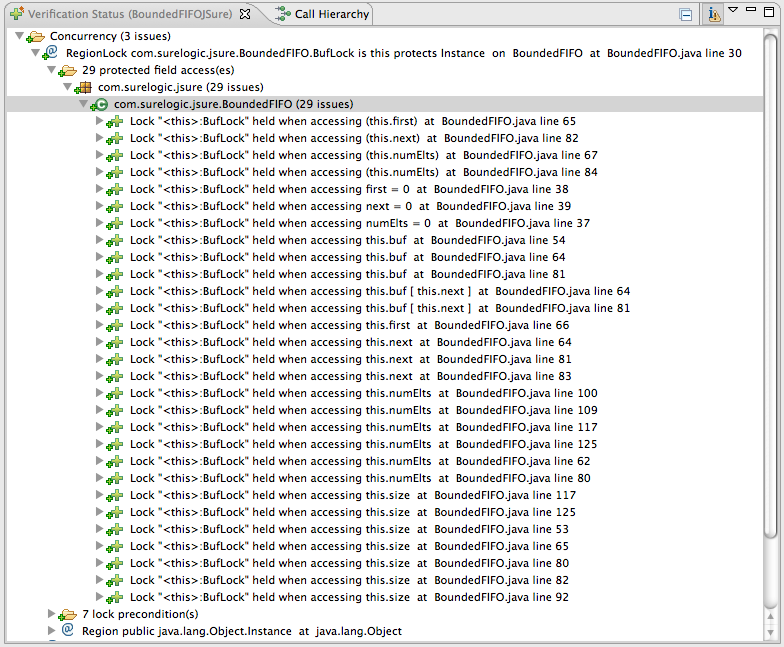 Verification Status (BoundedFIFOJSure) Call Hierarchy
Concurrency (3 issues)
RegionLock com.surelogic.jsure.BoundedFIFO.BufLock is this protects Instance on BoundedFIFO at BoundedFIFO.java line 30
29 protected field access(es)
com.surelogic.jsure (29 issues)
com.surelogic.jsure.BoundedFIFO (29 issues)
Lock "<this>:BufLock" held when accessing (this.first) at BoundedFIFO.java line 65
Lock "<this>:BufLock" held when accessing (this.next) at BoundedFIFO.java line 82
Lock "<this>:BufLock" held when accessing (this.numElts) at BoundedFIFO.java line 67
Lock "<this>:BufLock" held when accessing (this.numElts) at BoundedFIFO.java line 84
Lock "<this>:BufLock" held when accessing first = 0 at BoundedFIFO.java line 38
Lock "<this>:BufLock" held when accessing next = 0 at BoundedFIFO.java line 39
Lock "<this>:BufLock" held when accessing numElts = 0 at BoundedFIFO.java line 37
Lock "<this>:BufLock" held when accessing this.buf at BoundedFIFO.java line 54
Lock "<this>:BufLock" held when accessing this.buf at BoundedFIFO.java line 64
Lock "<this>:BufLock" held when accessing this.buf at BoundedFIFO.java line 81
Lock "<this>:BufLock" held when accessing this.buf [ this.next ] at BoundedFIFO.java line 64
Lock "<this>:BufLock" held when accessing this.buf [ this.next ] at BoundedFIFO.java line 81
Lock "<this>:BufLock" held when accessing this.first at BoundedFIFO.java line 66
Lock "<this>:BufLock" held when accessing this.next at BoundedFIFO.java line 64
Lock "<this>:BufLock" held when accessing this.next at BoundedFIFO.java line 81
Lock "<this>:BufLock" held when accessing this.next at BoundedFIFO.java line 83
Lock "<this>:BufLock" held when accessing this.numElts at BoundedFIFO.java line 100
Lock "<this>:BufLock" held when accessing this.numElts at BoundedFIFO.java line 109
Lock "<this>:BufLock" held when accessing this.numElts at BoundedFIFO.java line 117
Lock "<this>:BufLock" held when accessing this.numElts at BoundedFIFO.java line 125
Lock "<this>:BufLock" held when accessing this.numElts at BoundedFIFO.java line 62
Lock "<this>:BufLock" held when accessing this.numElts at BoundedFIFO.java line 80
Lock "<this>:BufLock" held when accessing this.size at BoundedFIFO.java line 117
Lock "<this>:BufLock" held when accessing this.size at BoundedFIFO.java line 125
Lock "<this>:BufLock" held when accessing this.size at BoundedFIFO.java line 53
Lock "<this>:BufLock" held when accessing this.size at BoundedFIFO.java line 65
Lock "<this>:BufLock" held when accessing this.size at BoundedFIFO.java line 80
Lock "<this>:BufLock" held when accessing this.size at BoundedFIFO.java line 82
Lock "<this>:BufLock" held when accessing this.size at BoundedFIFO.java line 92
7 lock precondition(s)
Region public java.lang.Object.Instance at java.lang.Object